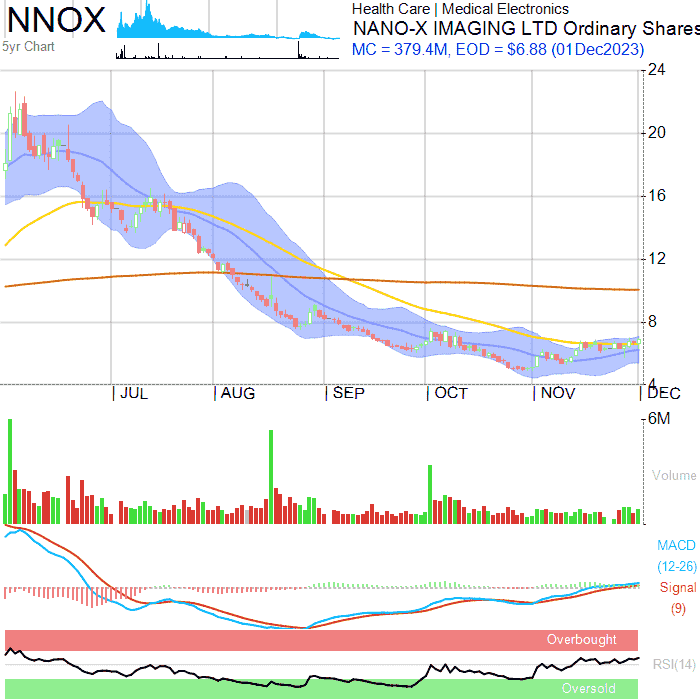 NNOX
5yr Chart
Health Care | Medical Electronics
NANO-X IMAGING LTD Ordinary Shares
MC = 379.4M, EOD = $6.88 (01Dec2023)
24
20
16
12
8
4
JUL AUG SEP OCT NOV DEC
6M
Volume
MACD
(12-26)
Signal
(9)
Overbought
RSI(14)
Oversold